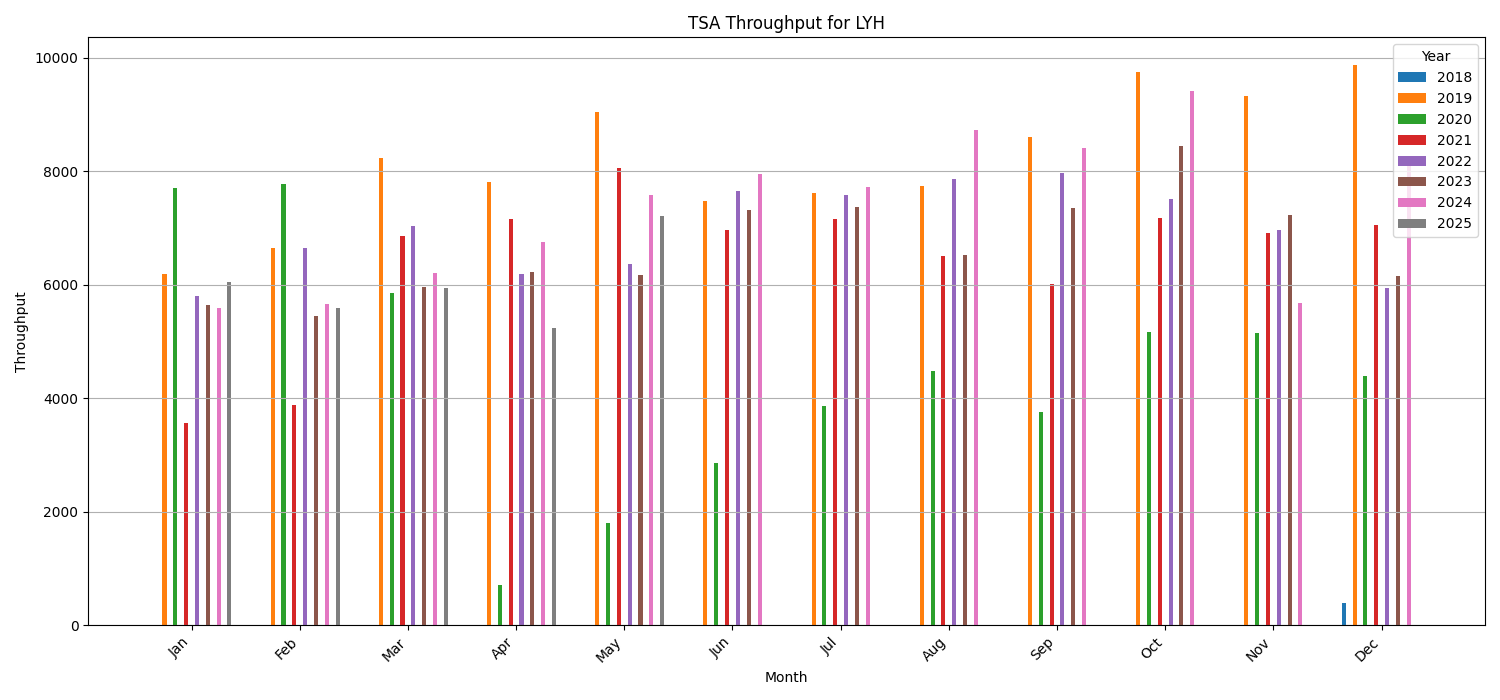 TSA Throughput for LYH
Year
2018
2019
2020
2021
2022
2023
2024
2025
Throughput
10000
8000
6000
4000
2000
0
Jan
Feb
Mar
Apr
May
Jun
Jul
Aug
Sep
Oct
Nov
Dec
Month